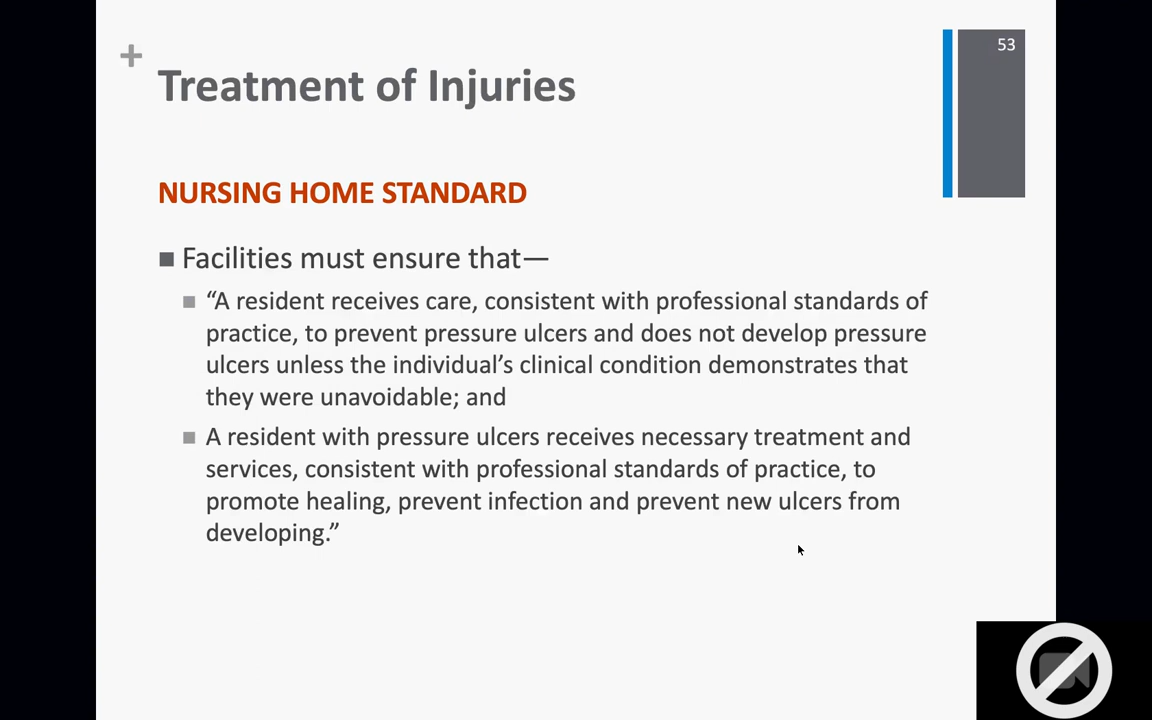 53
+
Treatment of Injuries
NURSING HOME STANDARD
■ Facilities must ensure that—
■ “A resident receives care, consistent with professional standards of
practice, to prevent pressure ulcers and does not develop pressure
ulcers unless the individual’s clinical condition demonstrates that
they were unavoidable; and
■ A resident with pressure ulcers receives necessary treatment and
services, consistent with professional standards of practice, to
promote healing, prevent infection and prevent new ulcers from
developing.”